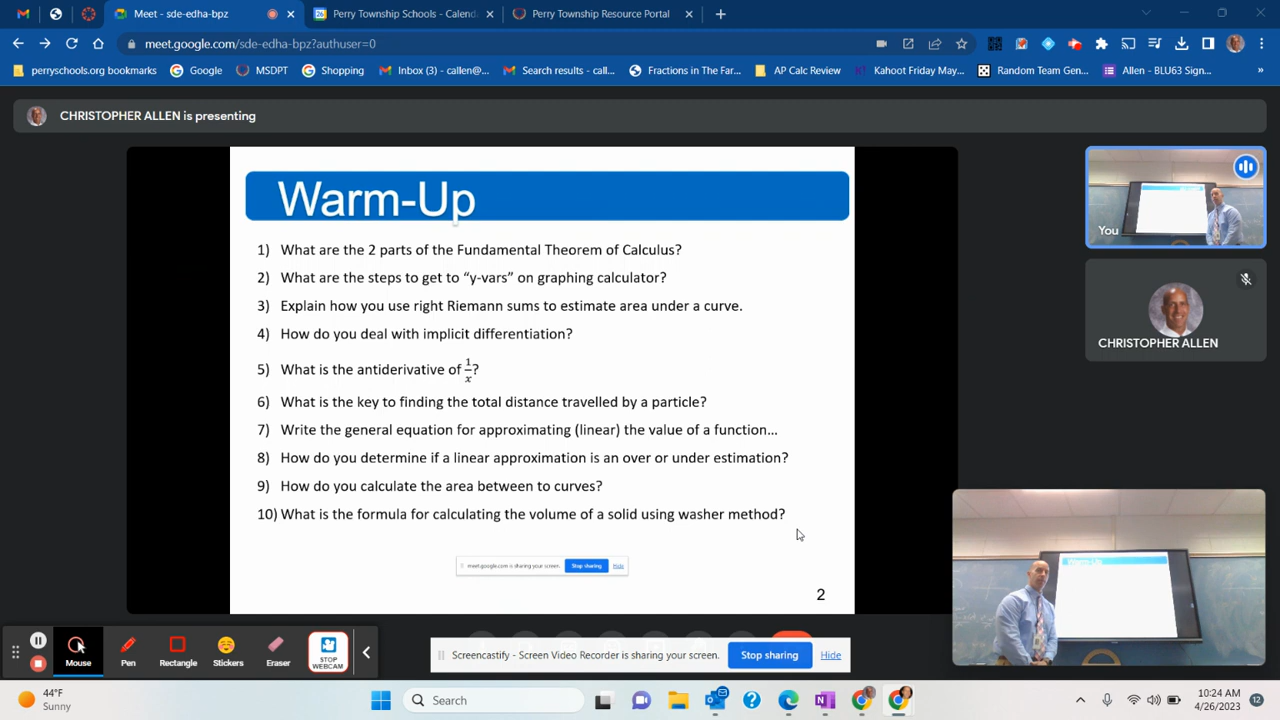 Meet - sde-edha-bpz
Perry Township Schools - Calend
Perry Township Resource Portal
meet.google.com/sde-edha-bpz?authuser=0
perryschools.org bookmarks
Google
MSDPT
Shopping
Inbox (3) - callen@...
Search results - call...
Fractions in The Far...
AP Calc Review
Kahoot Friday May...
Random Team Gen...
Allen - BLU63 Sign...
»
CHRISTOPHER ALLEN is presenting
Warm-Up
1) What are the 2 parts of the Fundamental Theorem of Calculus?
2) What are the steps to get to “y-vars” on graphing calculator?
3) Explain how you use right Riemann sums to estimate area under a curve.
4) How do you deal with implicit differentiation?
5) What is the antiderivative of 1/x?
6) What is the key to finding the total distance travelled by a particle?
7) Write the general equation for approximating (linear) the value of a function...
8) How do you determine if a linear approximation is an over or under estimation?
9) How do you calculate the area between to curves?
10) What is the formula for calculating the volume of a solid using washer method?
meet.google.com is sharing your screen.
Stop sharing
Hide
2
You
CHRISTOPHER ALLEN
Warm-Up
Mouse
Pen
Rectangle
Stickers
Eraser
STOP
WEBCAM
Screencastify - Screen Video Recorder is sharing your screen.
Stop sharing
Hide
44°F
Sunny
Search
10:24 AM
4/26/2023
12